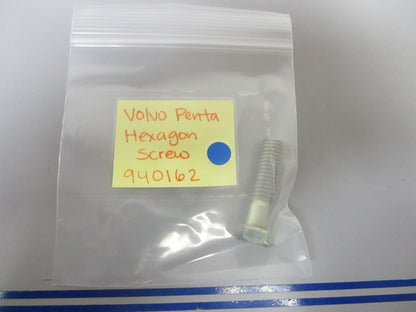 Volvo Penta
Hexagon
Screw
940162